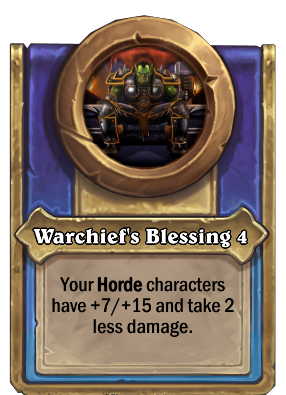 Warchief's Blessing 4
Your Horde characters
have +7/+15 and take 2
less damage.